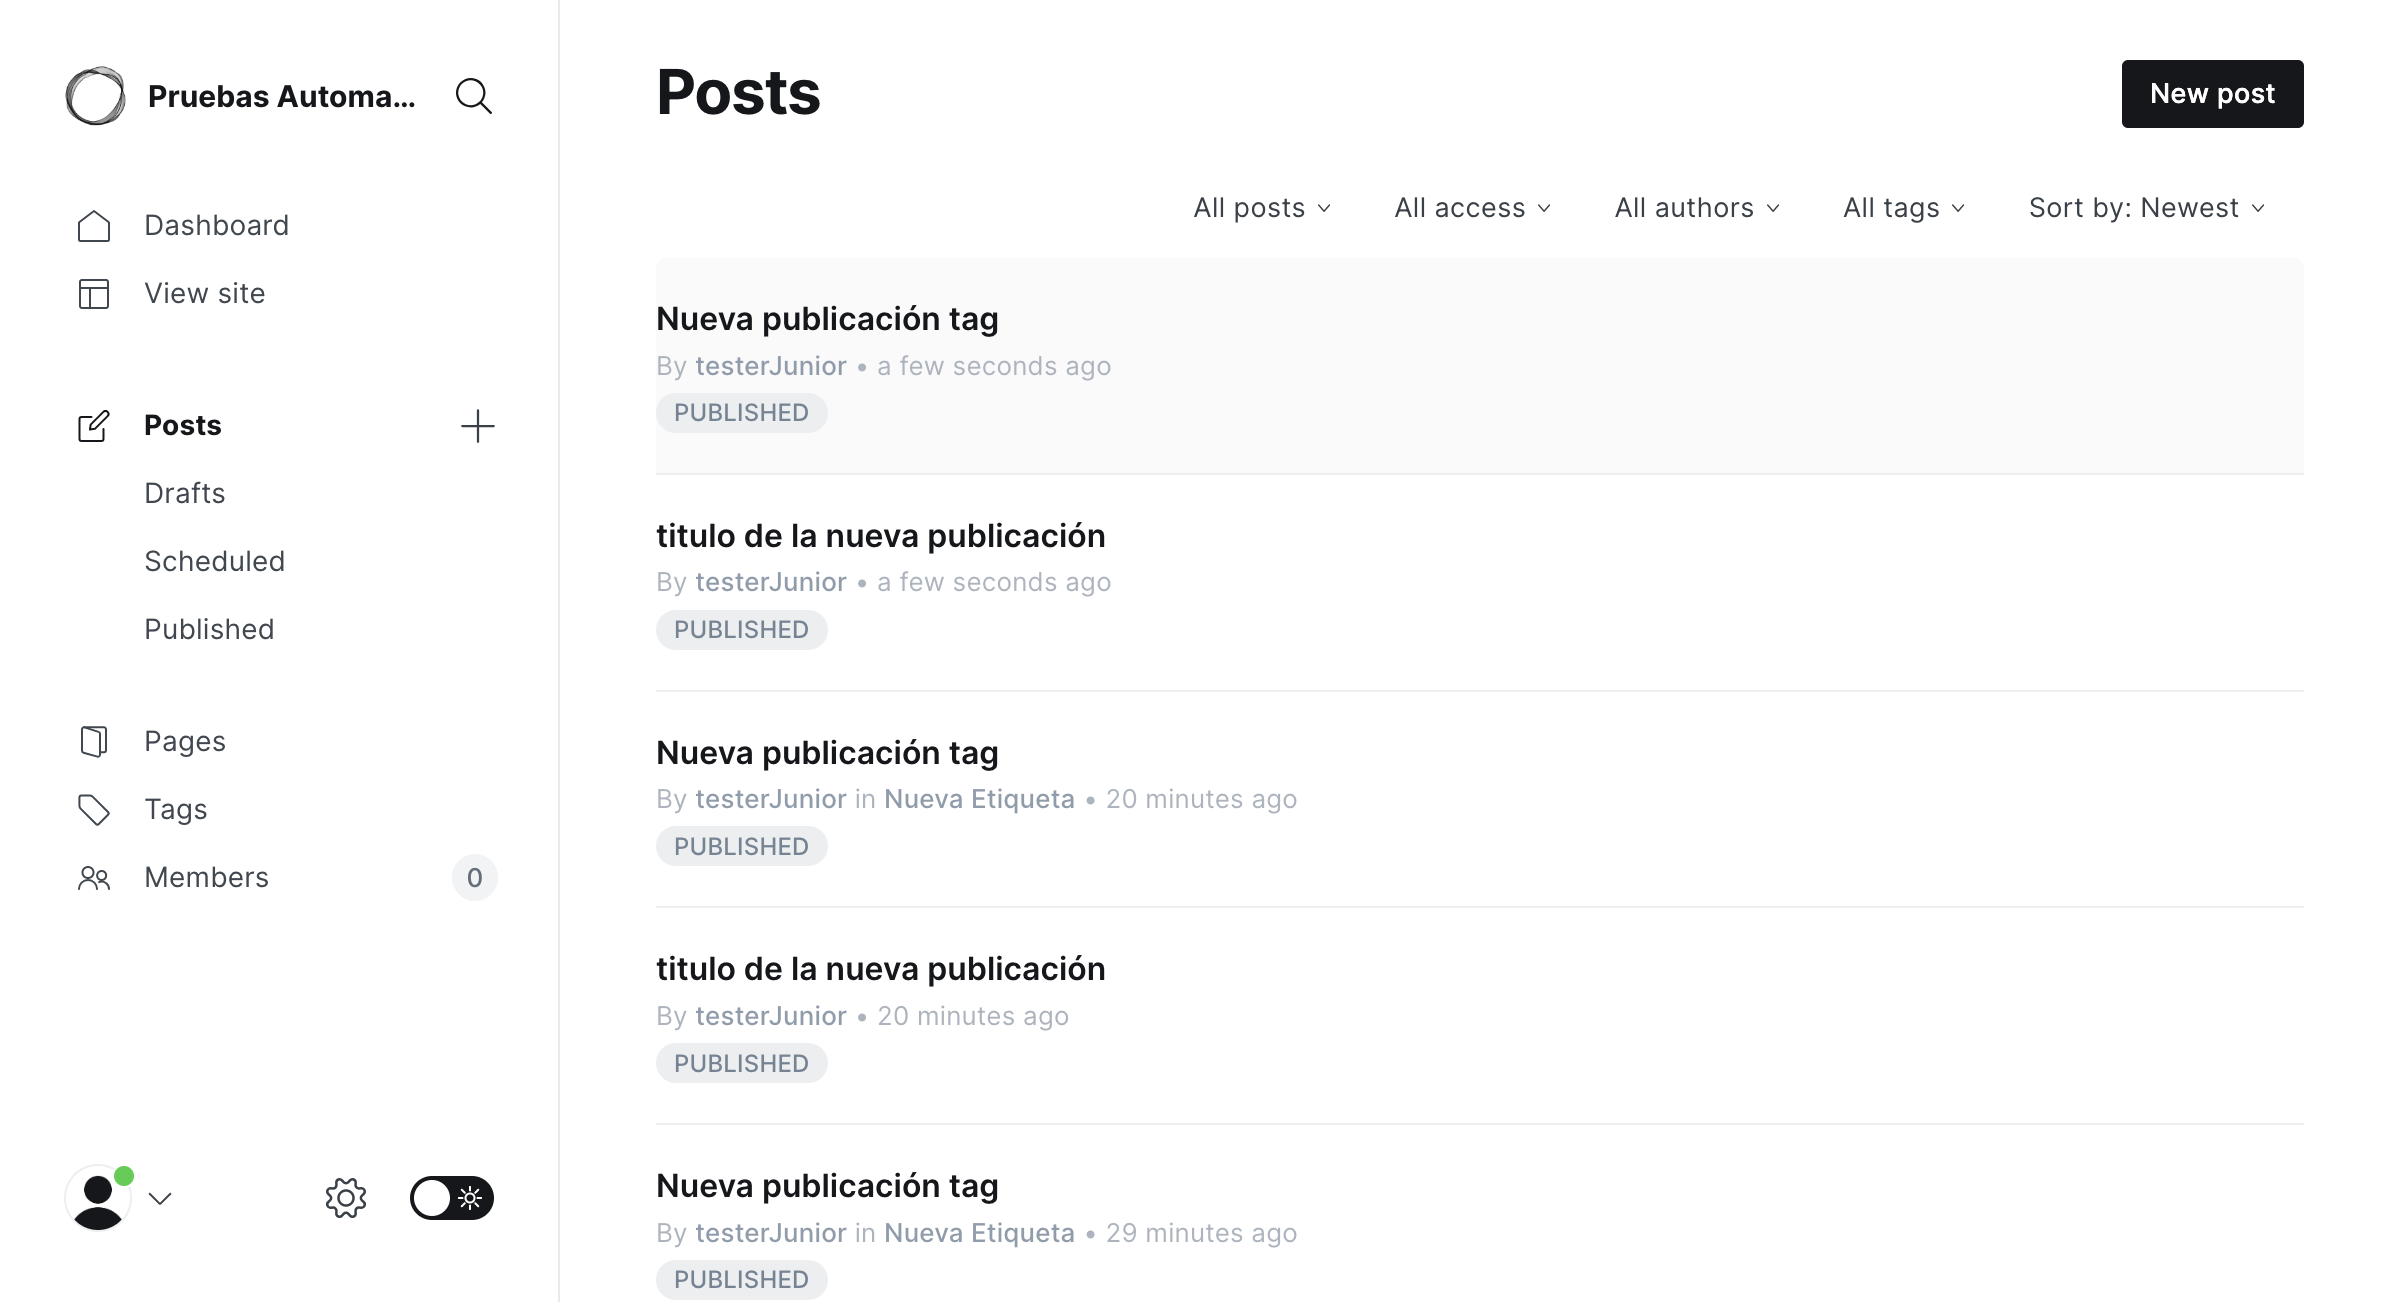 Pruebas Automa...
Dashboard
View site
Posts
Drafts
Scheduled
Published
Pages
Tags
Members 0
Posts
New post
All posts All access All authors All tags Sort by: Newest
Nueva publicación tag
By testerJunior • a few seconds ago
PUBLISHED
titulo de la nueva publicación
By testerJunior • a few seconds ago
PUBLISHED
Nueva publicación tag
By testerJunior in Nueva Etiqueta • 20 minutes ago
PUBLISHED
titulo de la nueva publicación
By testerJunior • 20 minutes ago
PUBLISHED
Nueva publicación tag
By testerJunior in Nueva Etiqueta • 29 minutes ago
PUBLISHED